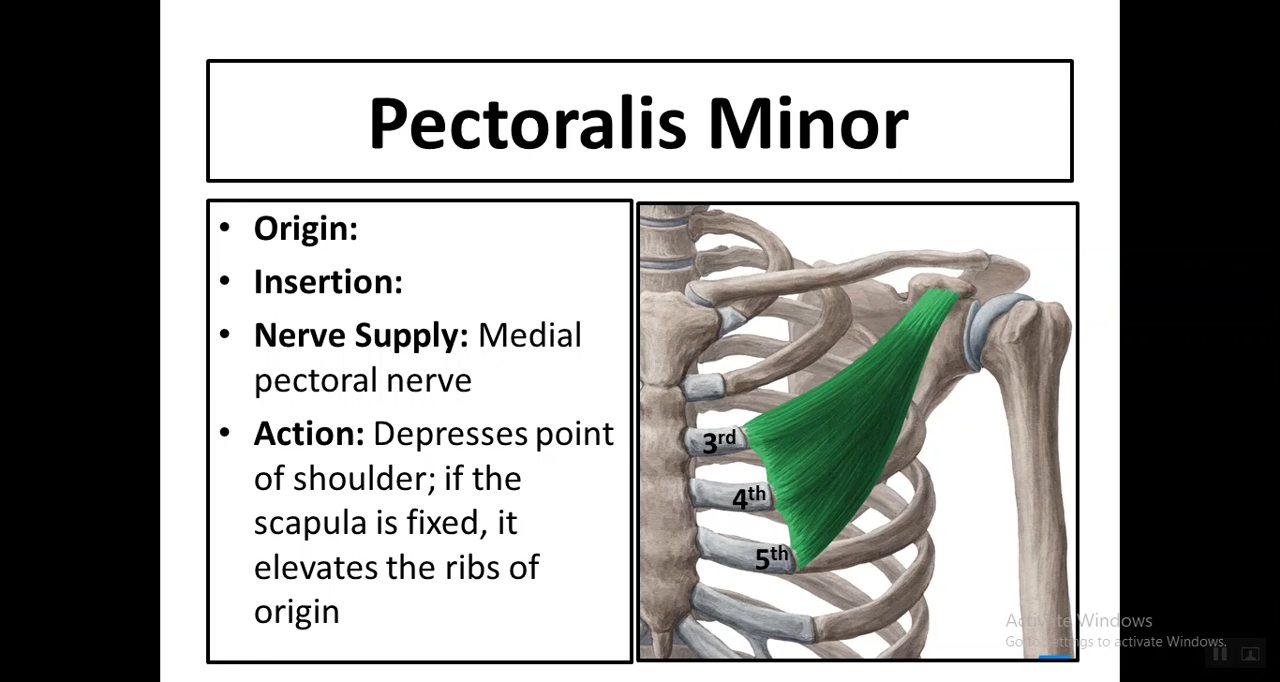 Pectoralis Minor
• Origin:
• Insertion:
• Nerve Supply: Medial
pectoral nerve
• Action: Depresses point
of shoulder; if the
scapula is fixed, it
elevates the ribs of
origin
3rd
4th
5th
Activate Windows
Go to Settings to activate Windows.